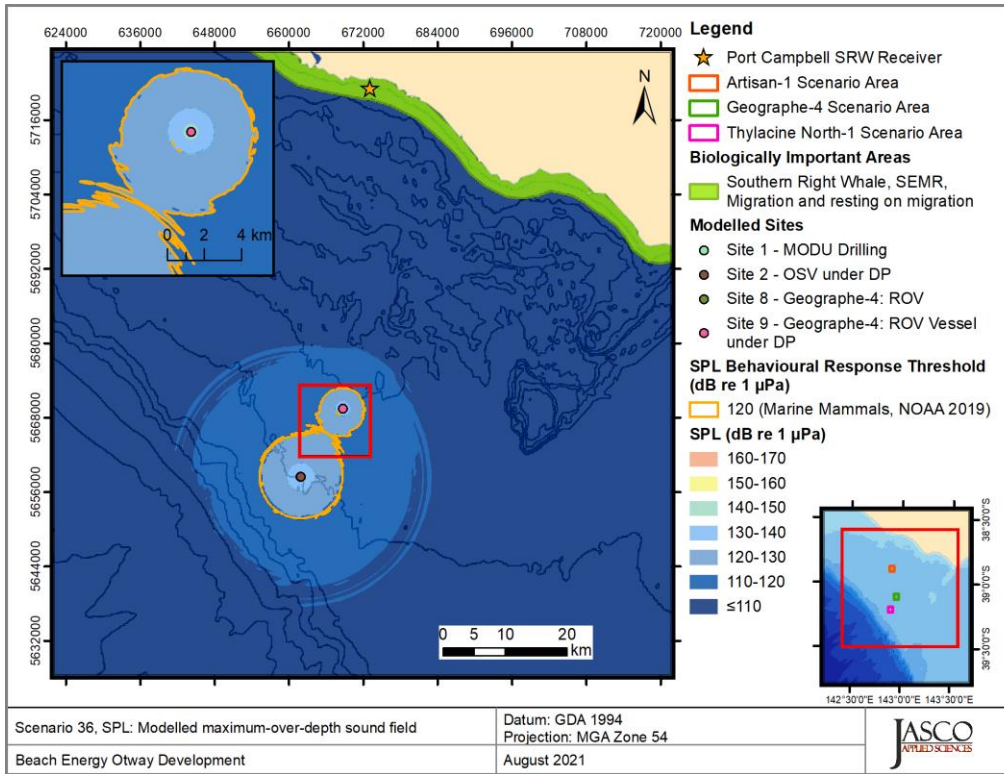 624000 636000 648000 660000 672000 684000 696000 708000 720000
5716000
5704000
5692000
5680000
5668000
5656000
5644000
5632000
0 2 4 km
N
0 5 10 20
km
Legend
Port Campbell SRW Receiver
Artisan-1 Scenario Area
Geographe-4 Scenario Area
Thylacine North-1 Scenario Area
Biologically Important Areas
Southern Right Whale, SEMR,
Migration and resting on migration
Modelled Sites
Site 1 - MODU Drilling
Site 2 - OSV under DP
Site 8 - Geographe-4: ROV
Site 9 - Geographe-4: ROV Vessel
under DP
SPL Behavioural Response Threshold
(dB re 1 µPa)
120 (Marine Mammals, NOAA 2019)
SPL (dB re 1 µPa)
160-170
150-160
140-150
130-140
120-130
110-120
≤110
38°30'S
39°0'S
39°30'S
142°30'E 143°0'E 143°30'E
Scenario 36, SPL: Modelled maximum-over-depth sound field
Datum: GDA 1994
Projection: MGA Zone 54
Beach Energy Otway Development
August 2021
JASCO
APPLIED SCIENCES